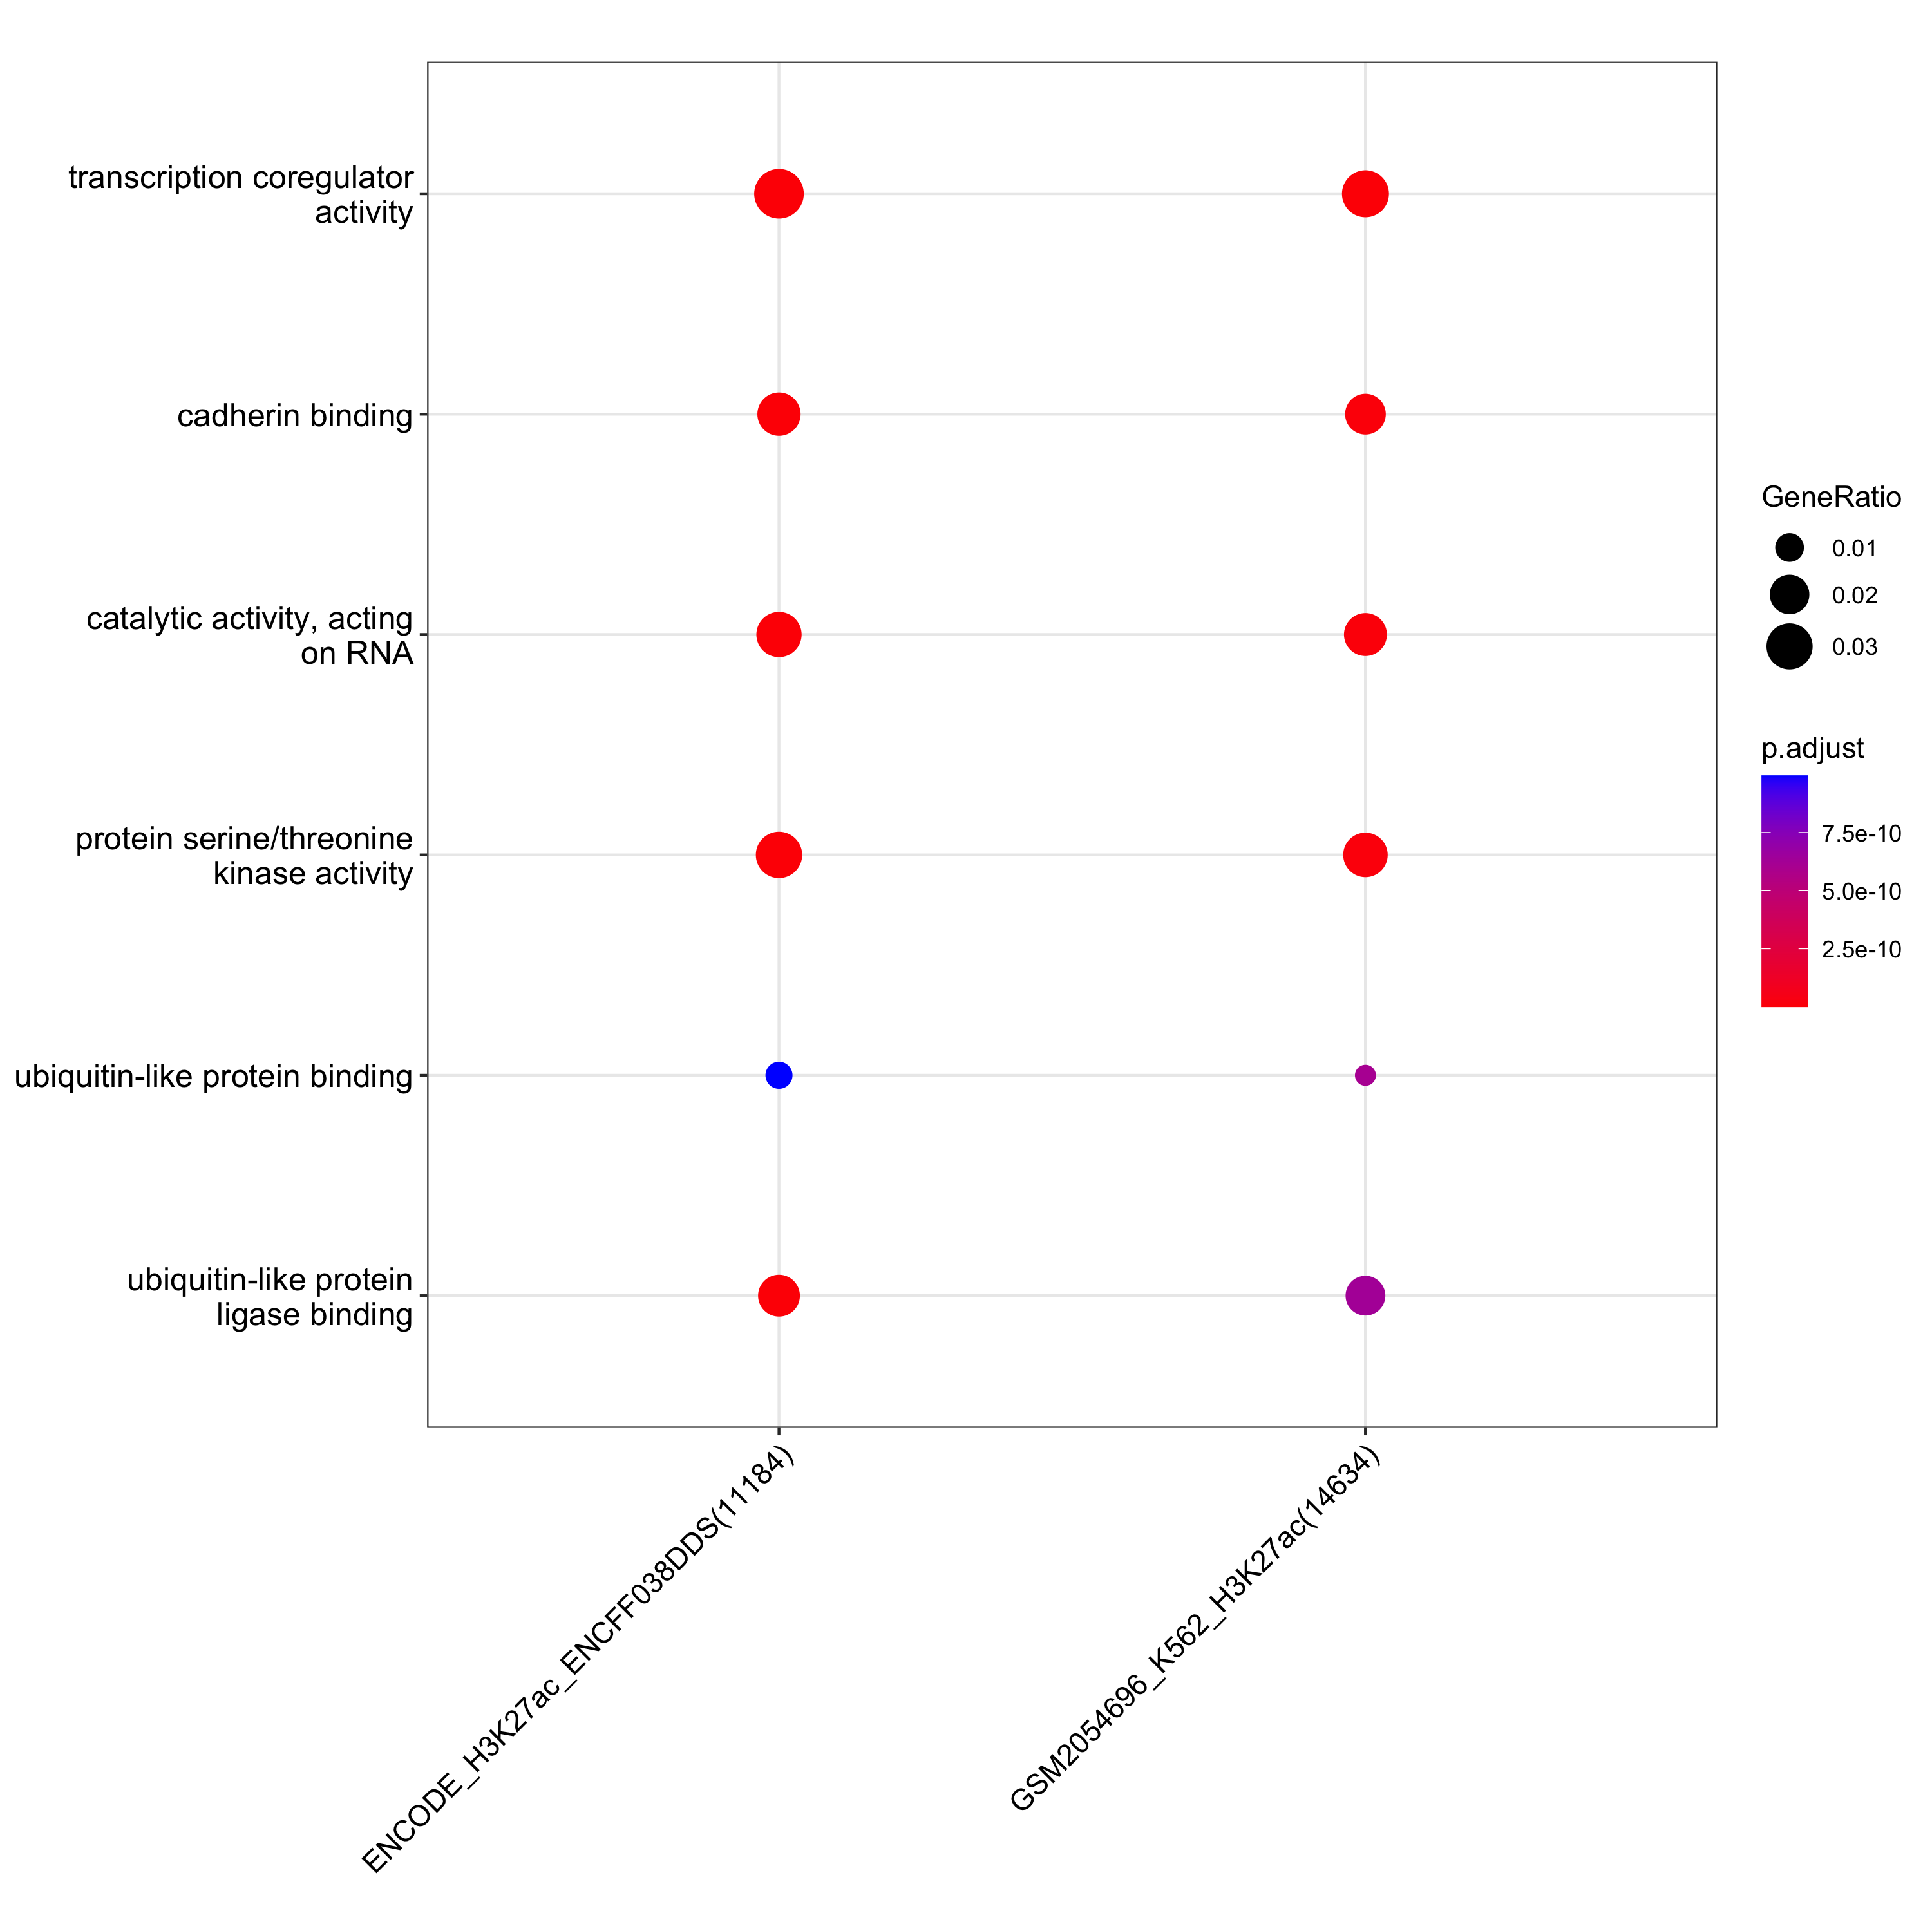 transcription coregulator
activity
cadherin binding
catalytic activity, acting
on RNA
protein serine/threonine
kinase activity
ubiquitin-like protein binding
ubiquitin-like protein
ligase binding
ENCODE_H3K27ac_ENCFF038DDS(11184)
GSM2054696_K562_H3K27ac(14634)
GeneRatio
0.01
0.02
0.03
p.adjust
7.5e-10
5.0e-10
2.5e-10